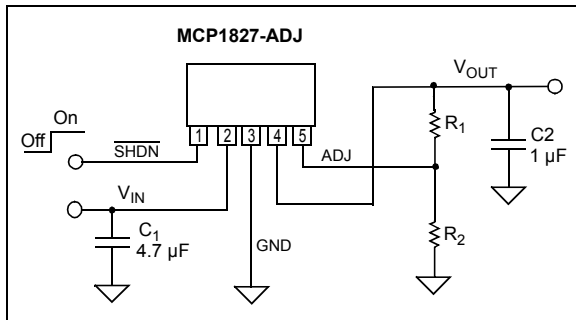 MCP1827-ADJ
On
Off
1 2 3 4 5
SHDN
ADJ
VIN
GND
C1
4.7 µF
VOUT
R1
R2
C2
1 µF